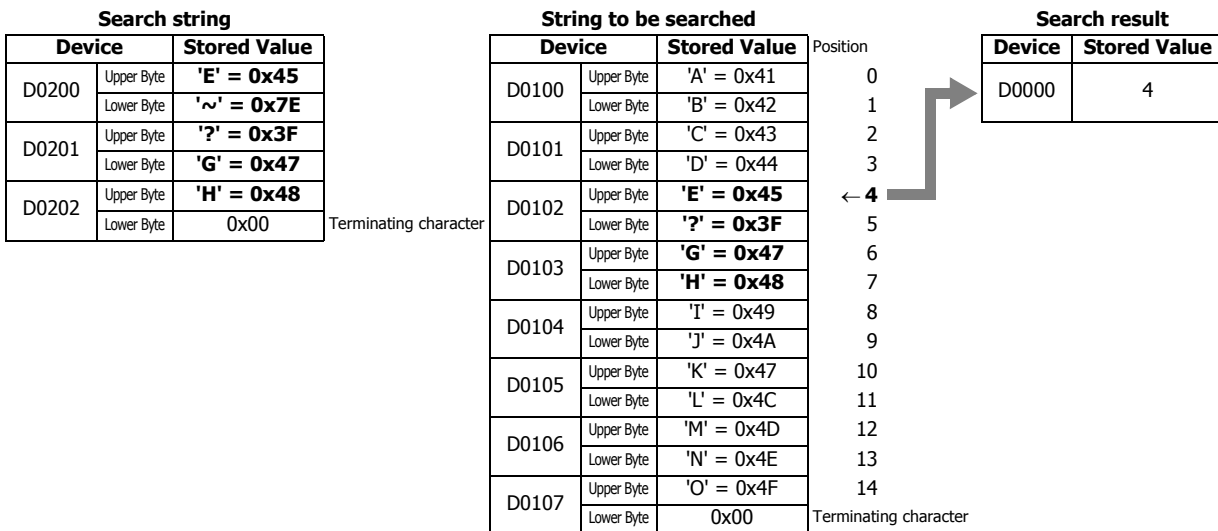 Search string
Device Stored Value
D0200 Upper Byte 'E' = 0x45
Lower Byte '~' = 0x7E
D0201 Upper Byte '?' = 0x3F
Lower Byte 'G' = 0x47
D0202 Upper Byte 'H' = 0x48
Lower Byte 0x00 Terminating character
String to be searched
Device Stored Value Position
D0100 Upper Byte 'A' = 0x41 0
Lower Byte 'B' = 0x42 1
D0101 Upper Byte 'C' = 0x43 2
Lower Byte 'D' = 0x44 3
D0102 Upper Byte 'E' = 0x45 ← 4
Lower Byte '?' = 0x3F 5
D0103 Upper Byte 'G' = 0x47 6
Lower Byte 'H' = 0x48 7
D0104 Upper Byte 'I' = 0x49 8
Lower Byte 'J' = 0x4A 9
D0105 Upper Byte 'K' = 0x47 10
Lower Byte 'L' = 0x4C 11
D0106 Upper Byte 'M' = 0x4D 12
Lower Byte 'N' = 0x4E 13
D0107 Upper Byte 'O' = 0x4F 14
Lower Byte 0x00 Terminating character
Search result
Device Stored Value
D0000 4